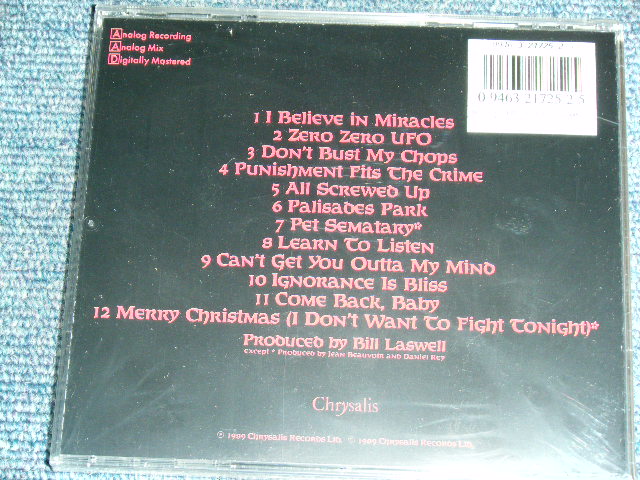 Analog Recording
Analog Mix
Digitally Mastered
0 9463 21725 2 5
1 I Believe in Miracles
2 Zero Zero UFO
3 Don't Bust My Chops
4 Punishment Fits The Crime
5 All Screwed Up
6 Palisades Park
7 Pet Sematary*
8 Learn To Listen
9 Can't Get You Outta My Mind
10 Ignorance Is Bliss
11 Come Back, Baby
12 Merry Christmas (I Don't Want To Fight Tonight)*
Produced by Bill Laswell
except * Produced by Jean Beauvoir and Daniel Rey
Chrysalis
℗ 1989 Chrysalis Records Ltd. © 1989 Chrysalis Records Ltd.